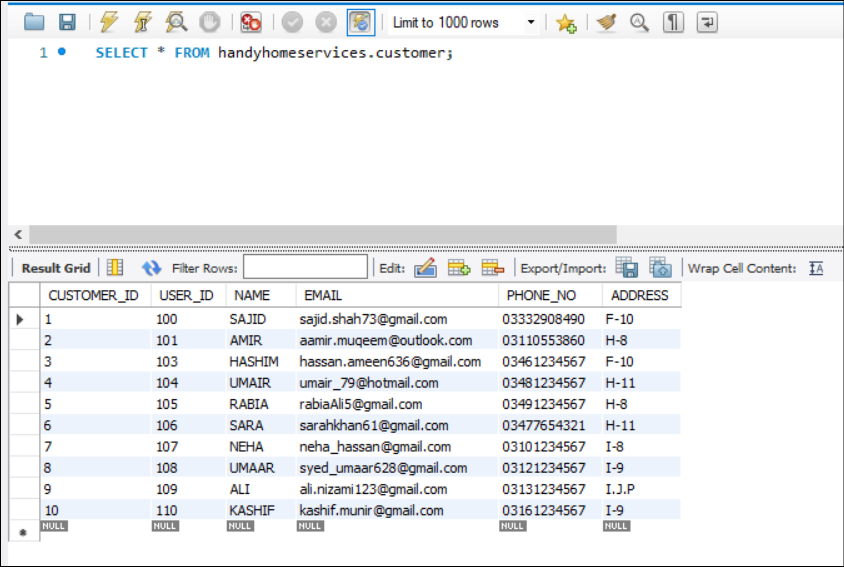 Limit to 1000 rows
1 SELECT * FROM handyhomeservices.customer;
Result Grid Filter Rows: Edit: Export/Import: Wrap Cell Content:
CUSTOMER_ID USER_ID NAME EMAIL PHONE_NO ADDRESS
1 100 SAJID sajid.shah73@gmail.com 03332908490 F-10
2 101 AMIR aamir.muqeem@outlook.com 03110553860 H-8
3 103 HASHIM hassan.ameen636@gmail.com 03461234567 F-10
4 104 UMAIR umair_79@hotmail.com 03481234567 H-11
5 105 RABIA rabiaAli5@gmail.com 03491234567 H-8
6 106 SARA sarahkhan61@gmail.com 03477654321 H-11
7 107 NEHA neha_hassan@gmail.com 03101234567 I-8
8 108 UMAAR syed_umaar628@gmail.com 03121234567 I-9
9 109 ALI ali.nizami123@gmail.com 03131234567 I.J.P
10 110 KASHIF kashif.munir@gmail.com 03161234567 I-9
NULL NULL NULL NULL NULL NULL